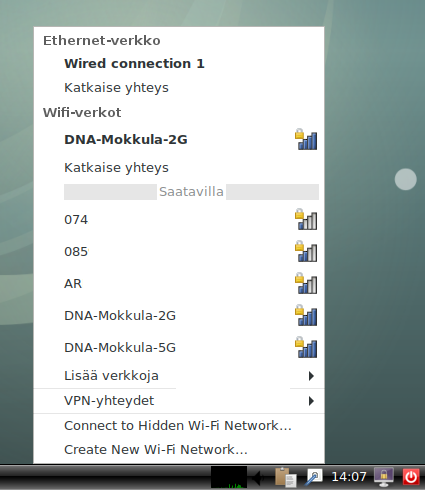 Ethernet-verkko
Wired connection 1
Katkaise yhteys
Wifi-verkot
DNA-Mokkula-2G
Katkaise yhteys
Saatavilla
074
085
AR
DNA-Mokkula-2G
DNA-Mokkula-5G
Lisää verkkoja
VPN-yhteydet
Connect to Hidden Wi-Fi Network...
Create New Wi-Fi Network...
14:07